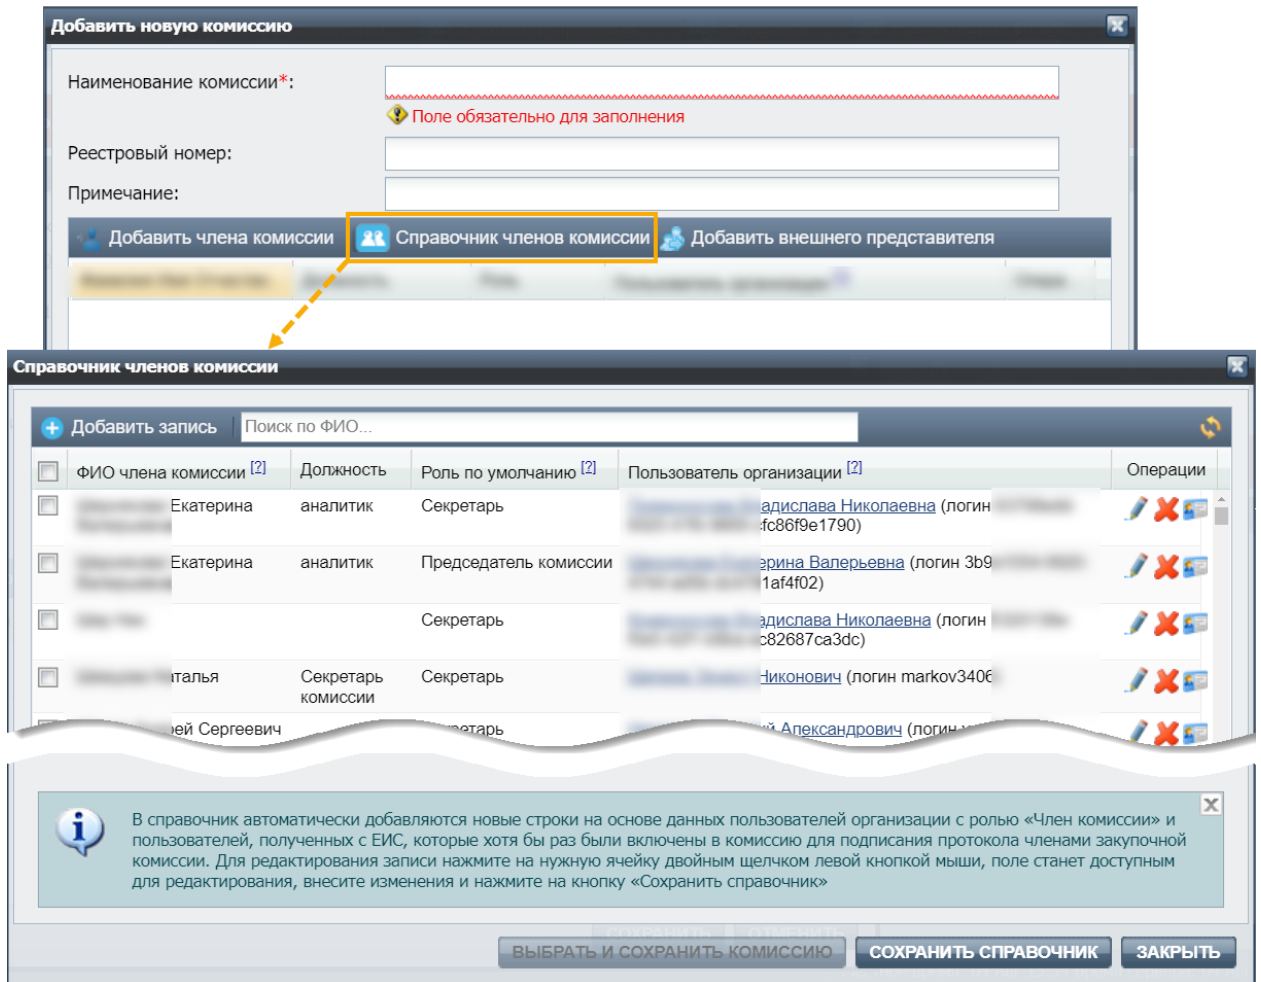 Добавить новую комиссию
Наименование комиссии*:
Поле обязательно для заполнения
Реестровый номер:
Примечание:
Добавить члена комиссии Справочник членов комиссии Добавить внешнего представителя
Справочник членов комиссии
Добавить запись Поиск по ФИО...
ФИО члена комиссии [?] Должность Роль по умолчанию [?] Пользователь организации [?] Операции
Екатерина аналитик Секретарь Николаевна (логин
cfc86f9e1790)
Екатерина аналитик Председатель комиссии Валерьевна (логин 3b9
1af4f02)
Секретарь Николаевна (логин
c82687ca3dc)
Секретарь комиссии Секретарь Никонович (логин markov3406
Сергеевич Александрович (логин
В справочник автоматически добавляются новые строки на основе данных пользователей организации с ролью «Член комиссии» и
пользователей, полученных с ЕИС, которые хотя бы раз были включены в комиссию для подписания протокола членами закупочной
комиссии. Для редактирования записи нажмите на нужную ячейку двойным щелчком левой кнопкой мыши, поле станет доступным
для редактирования, внесите изменения и нажмите на кнопку «Сохранить справочник»
СОХРАНИТЬ ОТМЕНИТЬ
ВЫБРАТЬ И СОХРАНИТЬ КОМИССИЮ СОХРАНИТЬ СПРАВОЧНИК ЗАКРЫТЬ